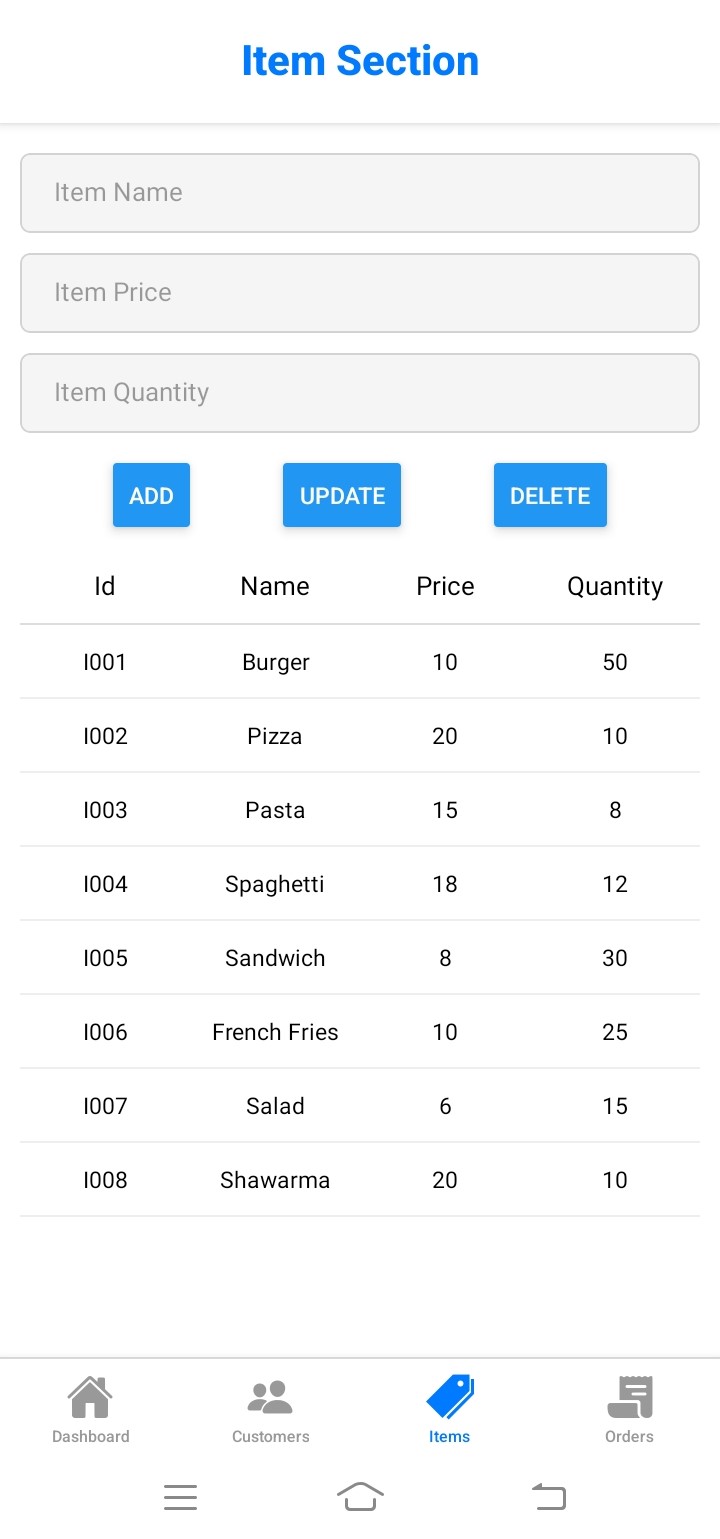 Item Section
Item Name
Item Price
Item Quantity
ADD UPDATE DELETE
Id Name Price Quantity
I001 Burger 10 50
I002 Pizza 20 10
I003 Pasta 15 8
I004 Spaghetti 18 12
I005 Sandwich 8 30
I006 French Fries 10 25
I007 Salad 6 15
I008 Shawarma 20 10
Dashboard Customers Items Orders